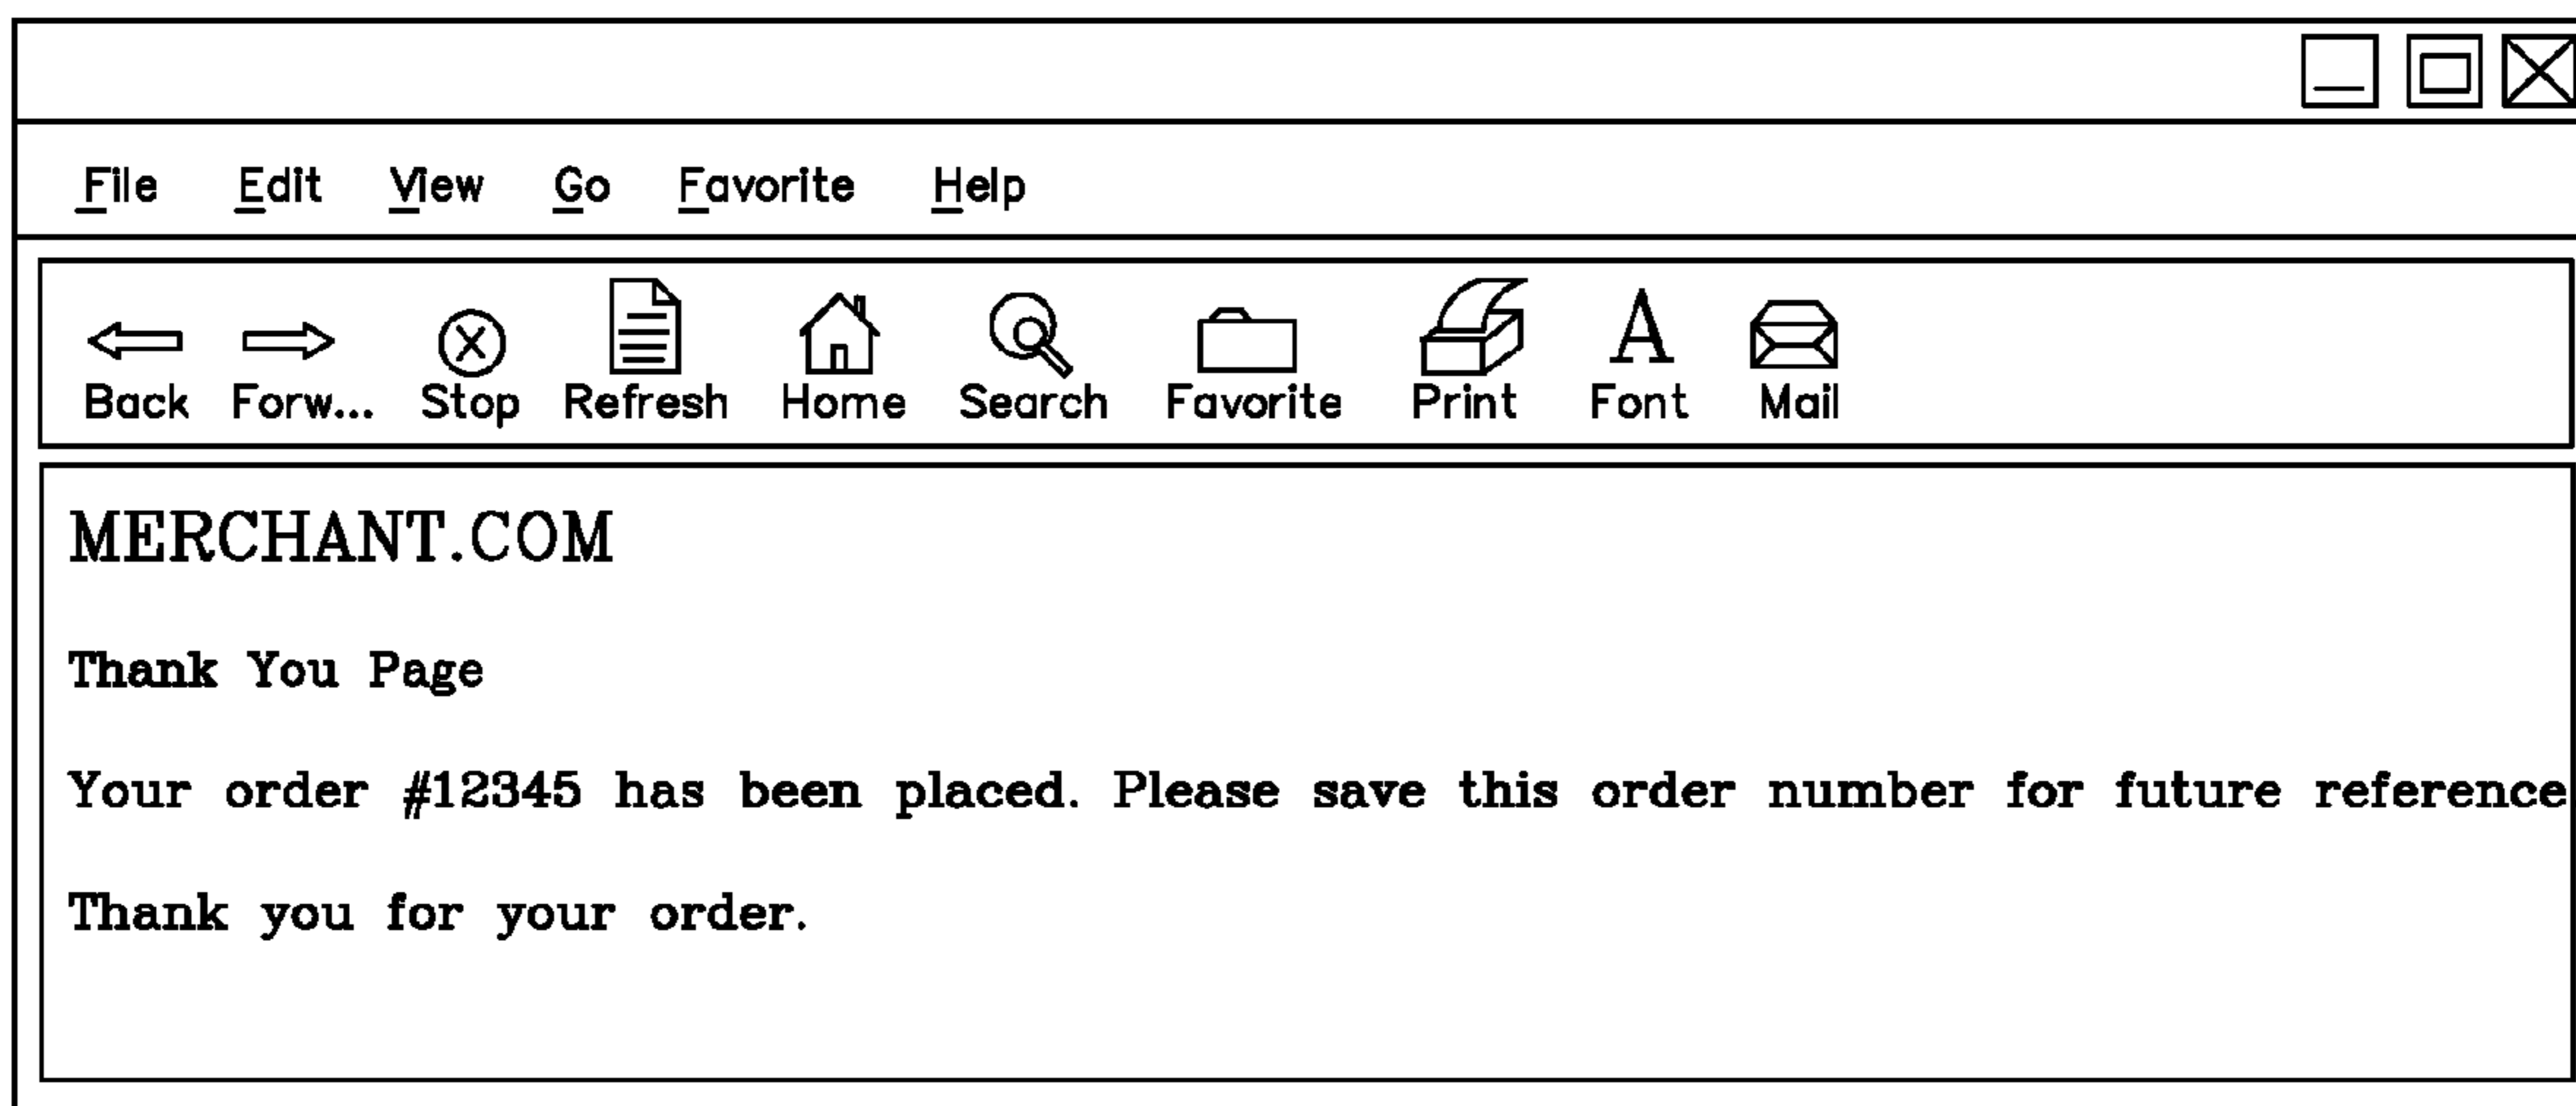 File Edit View Go Favorite Help
Back Forw... Stop Refresh Home Search Favorite Print Font Mail
MERCHANT.COM
Thank You Page
Your order #12345 has been placed. Please save this order number for future reference
Thank you for your order.